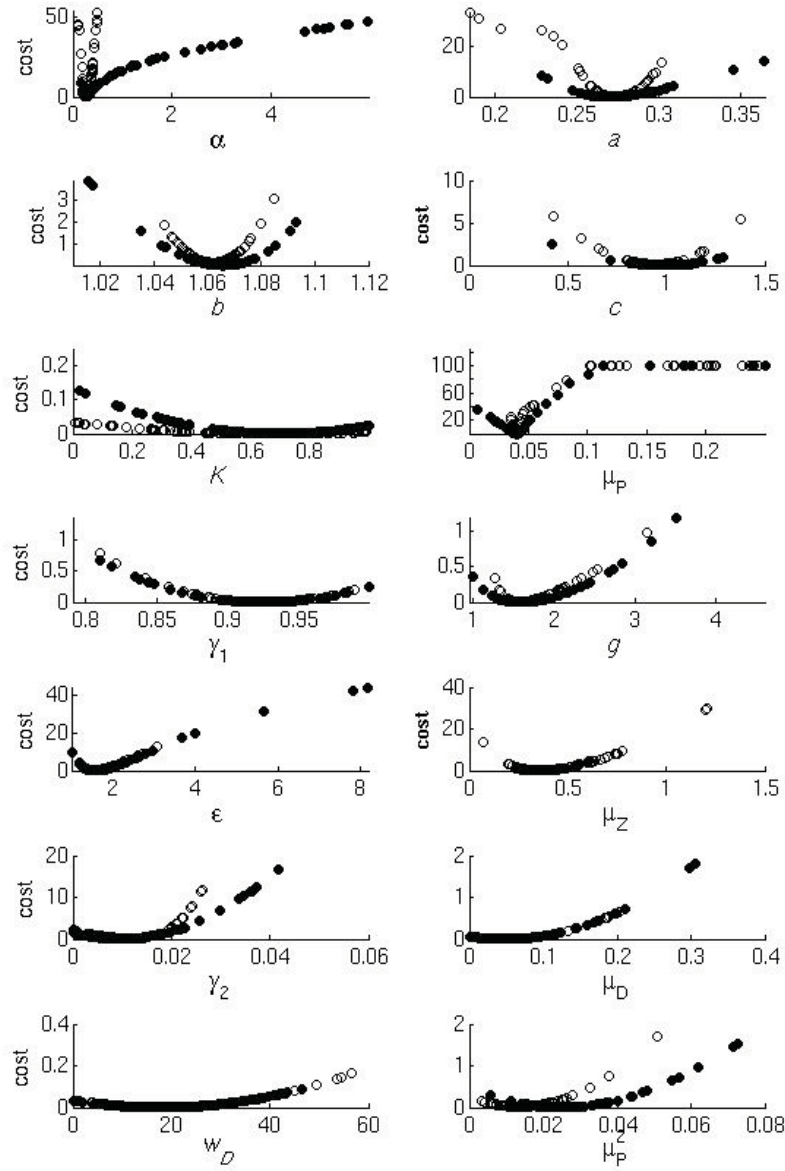 50
cost
0
0 2 4
α
20
0
0.2 0.25 0.3 0.35
a
3
2
1
cost
1.02 1.04 1.06 1.08 1.1 1.12
b
10
5
0
cost
0 0.5 1 1.5
c
0.2
0.1
0
cost
0 0.2 0.4 0.6 0.8
K
100
60
20
0 0.05 0.1 0.15 0.2
μP
1
0.5
0
cost
0.8 0.85 0.9 0.95
γ1
1
0.5
0
1 2 3 4
g
40
20
0
cost
2 4 6 8
ε
40
20
0
cost
0 0.5 1 1.5
μZ
20
10
0
cost
0 0.02 0.04 0.06
γ2
2
1
0
0 0.1 0.2 0.3 0.4
μD
0.4
0.2
0
cost
0 20 40 60
wD
2
1
0
0 0.02 0.04 0.06 0.08
μP2